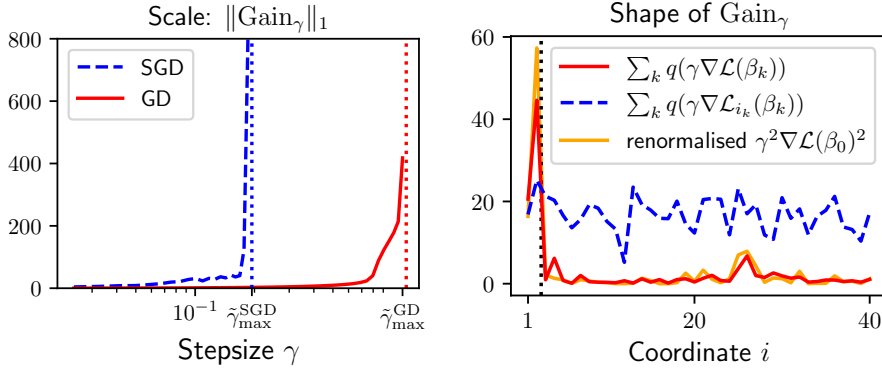 Scale: ‖Gain_γ‖₁
800
600
400
200
0
SGD
GD
10⁻¹ γ̃_max^SGD γ̃_max^GD
Stepsize γ
Shape of Gain_γ
60
40
20
0
∑_k q(γ∇ℒ(β_k))
∑_k q(γ∇ℒ_{i_k}(β_k))
renormalised γ²∇ℒ(β₀)²
1 20 40
Coordinate i